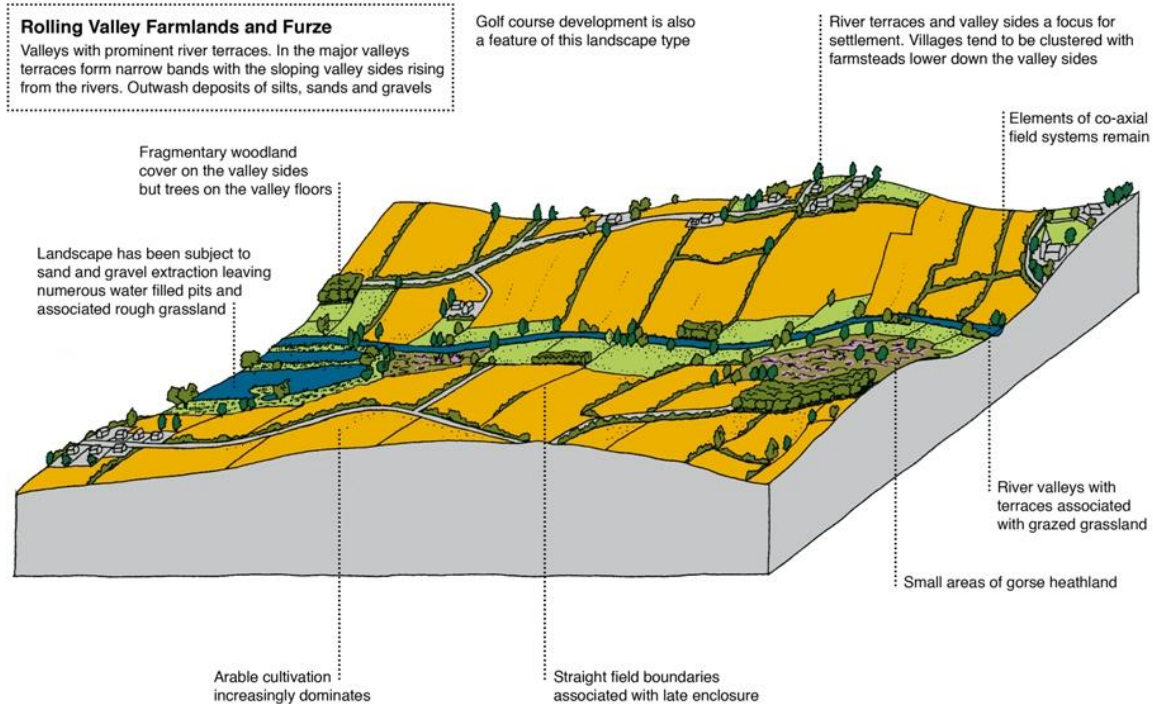 Rolling Valley Farmlands and Furze
Valleys with prominent river terraces. In the major valleys
terraces form narrow bands with the sloping valley sides rising
from the rivers. Outwash deposits of silts, sands and gravels
Golf course development is also
a feature of this landscape type
River terraces and valley sides a focus for
settlement. Villages tend to be clustered with
farmsteads lower down the valley sides
Elements of co-axial
field systems remain
Fragmentary woodland
cover on the valley sides
but trees on the valley floors
Landscape has been subject to
sand and gravel extraction leaving
numerous water filled pits and
associated rough grassland
River valleys with
terraces associated
with grazed grassland
Small areas of gorse heathland
Arable cultivation
increasingly dominates
Straight field boundaries
associated with late enclosure